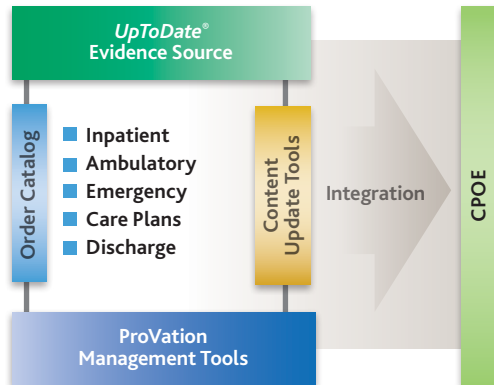 UpToDate®
Evidence Source
Order Catalog
Inpatient
Ambulatory
Emergency
Care Plans
Discharge
Content
Update Tools
Integration
CPOE
ProVation
Management Tools